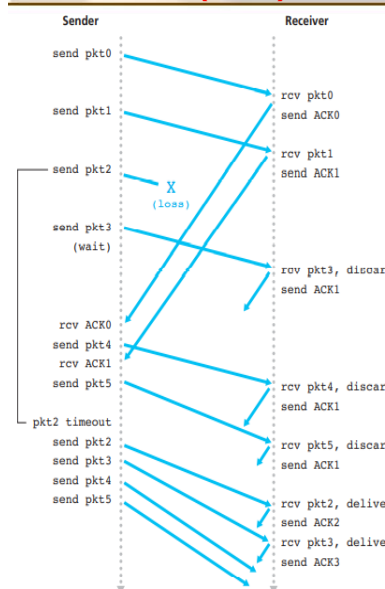 Sender
Receiver
send pkt0
rcv pkt0
send ACK0
send pkt1
rcv pkt1
send ACK1
send pkt2
X
(loss)
send pkt3
(wait)
rcv pkt3, discar
send ACK1
rcv ACK0
send pkt4
rcv ACK1
send pkt5
rcv pkt4, discar
send ACK1
pkt2 timeout
send pkt2
send pkt3
send pkt4
send pkt5
rcv pkt5, discar
send ACK1
rcv pkt2, delive
send ACK2
rcv pkt3, delive
send ACK3